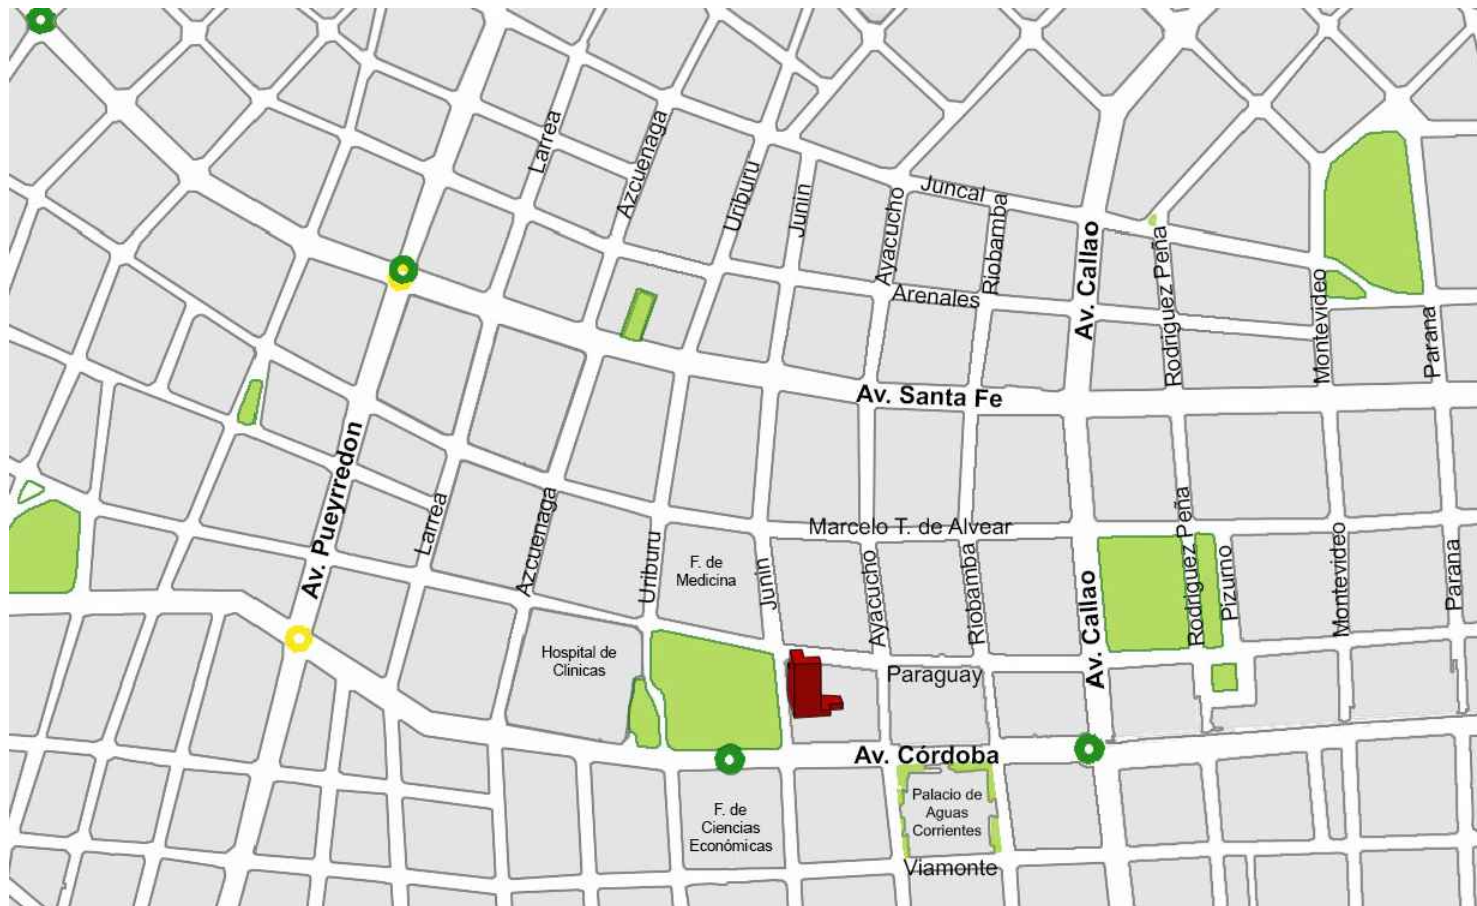 Larrea
Azcuenaga
Uriburu
Junin
Ayacucho
Juncal
Riobamba
Av. Callao
Rodriguez Peña
Arenales
Montevideo
Parana
Av. Santa Fe
Av. Pueyrredon
Larrea
Azcuenaga
Uriburu
F. de
Medicina
Junin
Marcelo T. de Alvear
Ayacucho
Riobamba
Av. Callao
Rodriguez Peña
Pizurno
Montevideo
Parana
Hospital de
Clinicas
Paraguay
Av. Córdoba
F. de
Ciencias
Económicas
Palacio de
Aguas
Corrientes
Viamonte